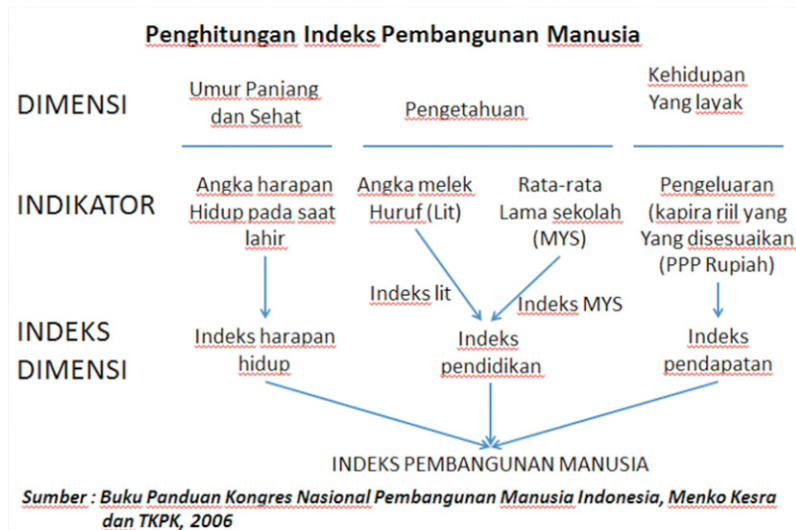 Penghitungan Indeks Pembangunan Manusia
DIMENSI
Umur Panjang
dan Sehat
Pengetahuan
Kehidupan
Yang layak
INDIKATOR
Angka harapan
Hidup pada saat
lahir
Angka melek
Huruf (Lit)
Rata-rata
Lama sekolah
(MYS)
Pengeluaran
(kapira riil yang
Yang disesuaikan
(PPP Rupiah)
Indeks lit
Indeks MYS
INDEKS
DIMENSI
Indeks harapan
hidup
Indeks
pendidikan
Indeks
pendapatan
INDEKS PEMBANGUNAN MANUSIA
Sumber : Buku Panduan Kongres Nasional Pembangunan Manusia Indonesia, Menko Kesra
dan TKPK, 2006